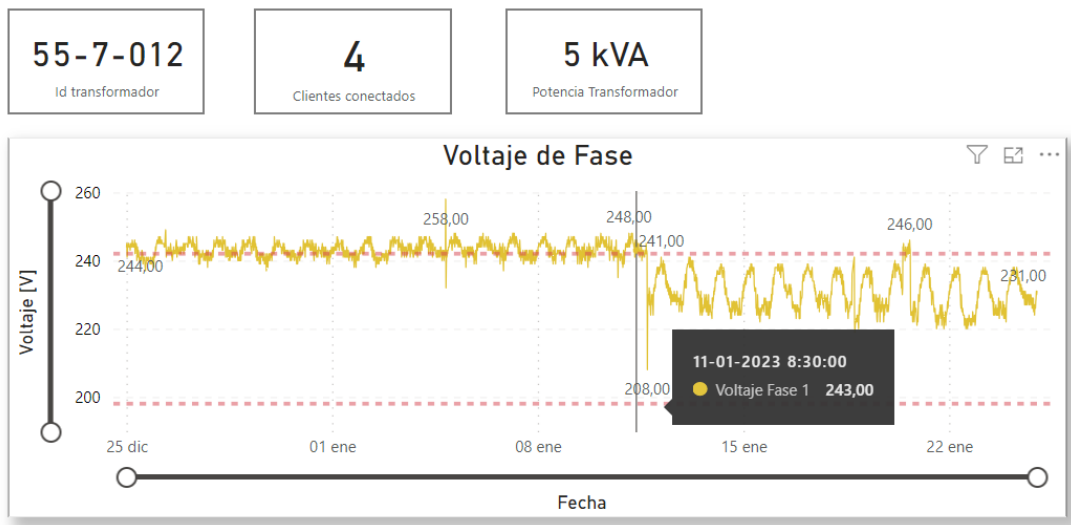 55-7-012
Id transformador
4
Clientes conectados
5 kVA
Potencia Transformador
Voltaje de Fase
Voltaje [V]
260
240
220
200
244,00
258,00
248,00
241,00
208,00
246,00
231,00
11-01-2023 8:30:00
Voltaje Fase 1 243,00
25 dic
01 ene
08 ene
15 ene
22 ene
Fecha